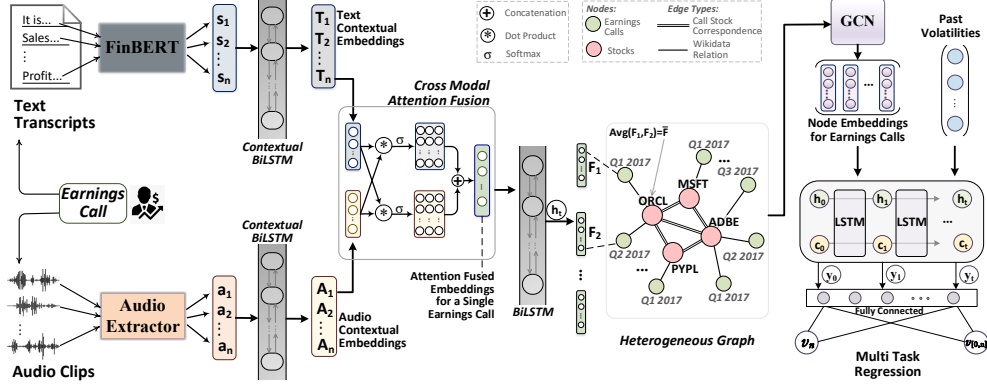 It is...
Sales...
Profit...
Text
Transcripts
FinBERT
s1
s2
sn
Contextual
BiLSTM
T1
T2
Tn
Text
Contextual
Embeddings
Earnings
Call
Audio Clips
Audio
Extractor
a1
a2
an
Contextual
BiLSTM
A1
A2
An
Audio
Contextual
Embeddings
+ Concatenation
* Dot Product
σ Softmax
Nodes:
Earnings
Calls
Stocks
Edge Types:
Call Stock
Correspondence
Wikidata
Relation
Cross Modal
Attention Fusion
* σ
+
* σ
Attention Fused
Embeddings
for a Single
Earnings Call
BiLSTM
ht
F1
F2
Avg(F1,F2)=F̅
Q1 2017
Q1 2017
Q3 2017
MSFT
ORCL
ADBE
PYPL
Q2 2017
Q2 2017
Q1 2017
Q1 2017
Heterogeneous Graph
GCN
Past
Volatilities
Node Embeddings
for Earnings Calls
h0 h1 ht
LSTM LSTM ...
c0 c1 ct
y0 y1 yt
Fully Connected
vn v[0,n]
Multi Task
Regression